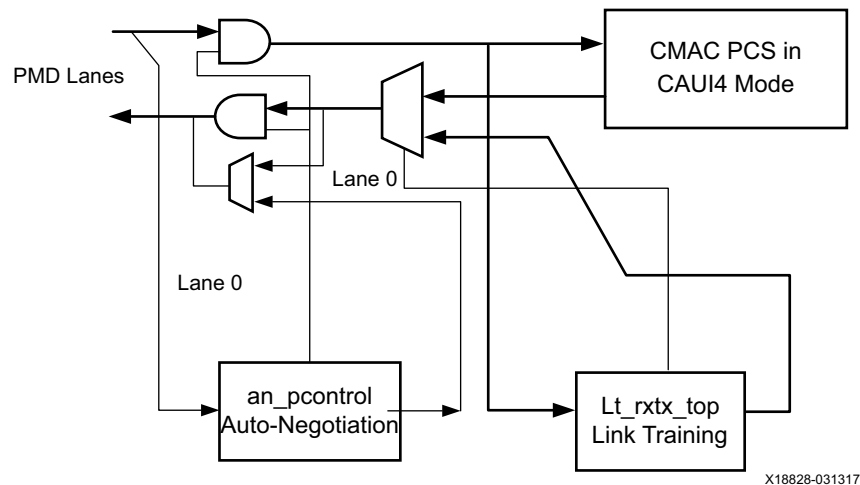 CMAC PCS in
CAUI4 Mode
PMD Lanes
Lane 0
Lane 0
an_pcontrol
Auto-Negotiation
Lt_rxtx_top
Link Training
X18828-031317